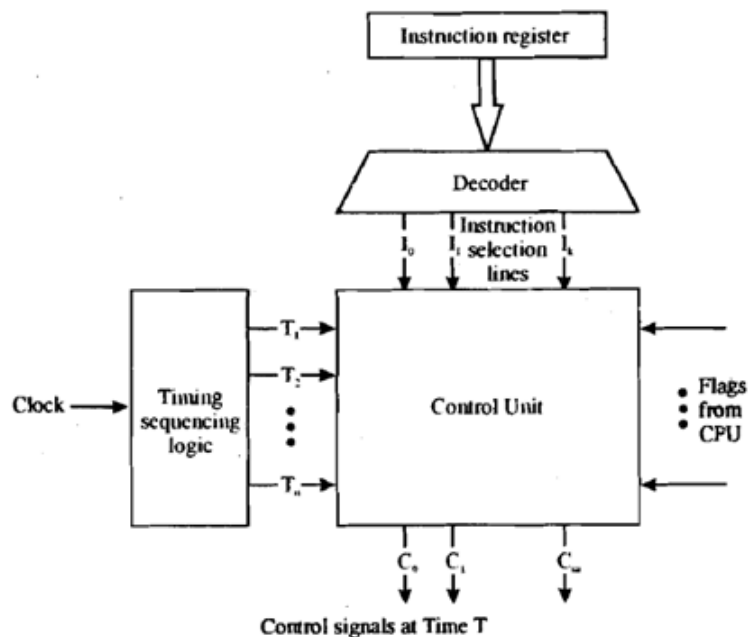 Instruction register
Decoder
I₀ I₁ I_k
Instruction
selection
lines
Clock
Timing
sequencing
logic
T₁
T₂
Tₙ
Control Unit
Flags
from
CPU
C₀ C₁ Cₘ
Control signals at Time T